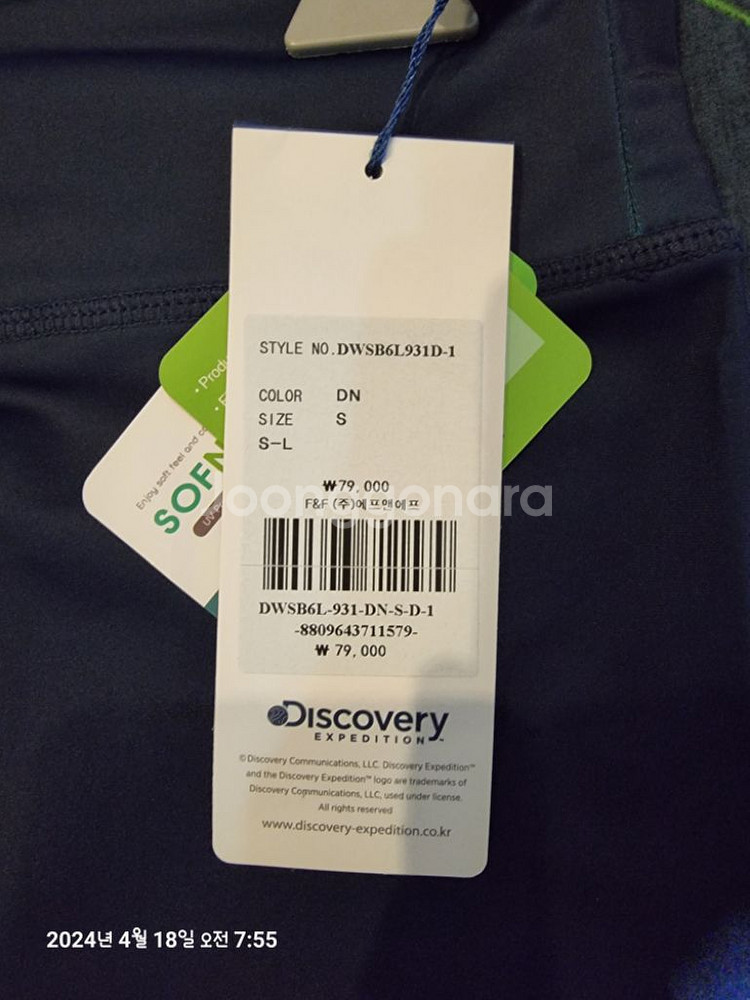 STYLE NO.DWSB6L931D-1
COLOR DN
SIZE S
S-L
₩79,000
F&F (주)에프앤에프
DWSB6L-931-DN-S-D-1
-8809643711579-
₩ 79,000
Discovery
EXPEDITION™
© Discovery Communications, LLC. Discovery Expedition™
and the Discovery Expedition™ logo are trademarks of
Discovery Communications, LLC, used under license.
All rights reserved
www.discovery-expedition.co.kr
Enjoy soft feel and
2024년 4월 18일 오전 7:55